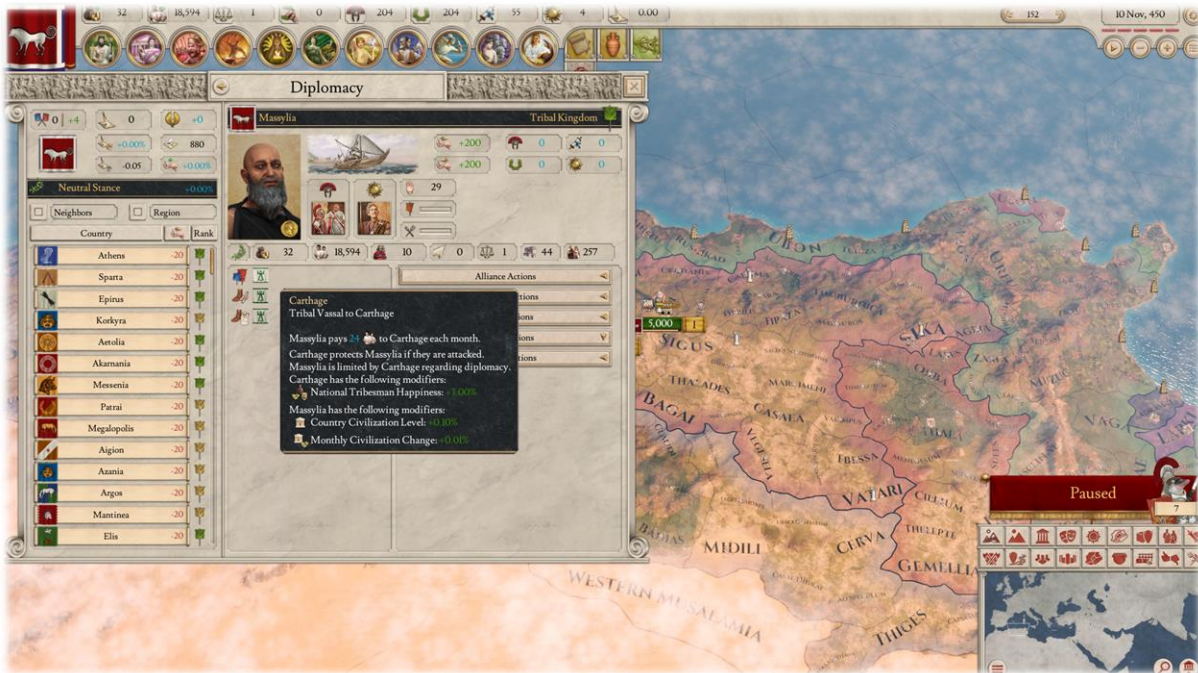 32
18,594
1
0
204
204
55
4
0.00
152
10 Nov, 450
Diplomacy
Massylia
Tribal Kingdom
0 | +4
0
+0
+0.00%
880
-0.05
+0.00%
+200
0
0
+200
0
0
29
Neutral Stance
+0.00%
Neighbors
Region
Country
Rank
32
18,594
10
0
1
44
257
Athens
-20
Sparta
-20
Epirus
-20
Korkyra
-20
Aetolia
-20
Akarnania
-20
Messenia
-20
Patrai
-20
Megalopolis
-20
Aigion
-20
Azania
-20
Argos
-20
Mantinea
-20
Elis
-20
Alliance Actions
Carthage
Tribal Vassal to Carthage
Massylia pays 24 to Carthage each month.
Carthage protects Massylia if they are attacked.
Massylia is limited by Carthage regarding diplomacy.
Carthage has the following modifiers:
National Tribesman Happiness: +3.00%
Massylia has the following modifiers:
Country Civilization Level: +0.10%
Monthly Civilization Change: +0.01%
5,000
1
SIGUS
SIKA
THACADES
BAGAI
CASAEA
VEGESELA
TEBESSA
VATARI
CILLIUM
THELEPTE
MIDILI
CERVA
GEMELLIA
WESTERN MUSALAMIA
THIGES
MUZUC
Paused
7